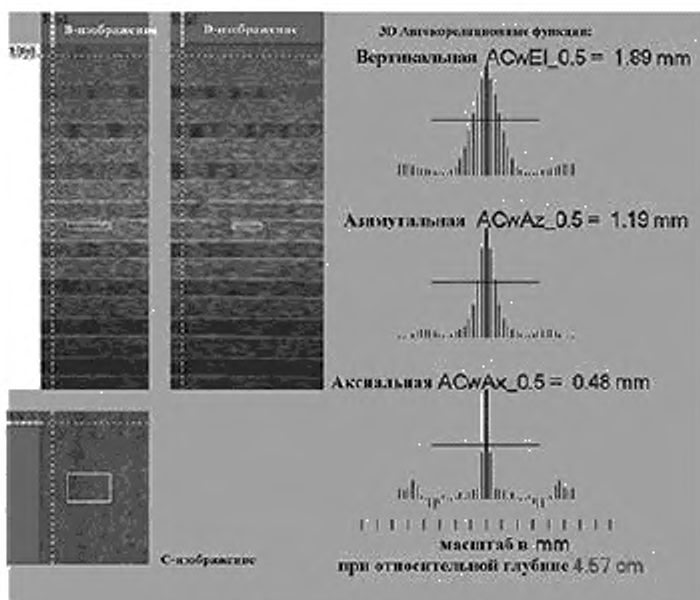 В-изображения
D-изображение
3D Автокорреляционные функции:
Вертикальная ACwEl_0.5 = 1.89 mm
Азимутальная ACwAz_0.5 = 1.19 mm
Аксиальная ACwAx_0.5 = 0.48 mm
масштаб в mm
при относительной глубине 4.57 cm
С-изображение